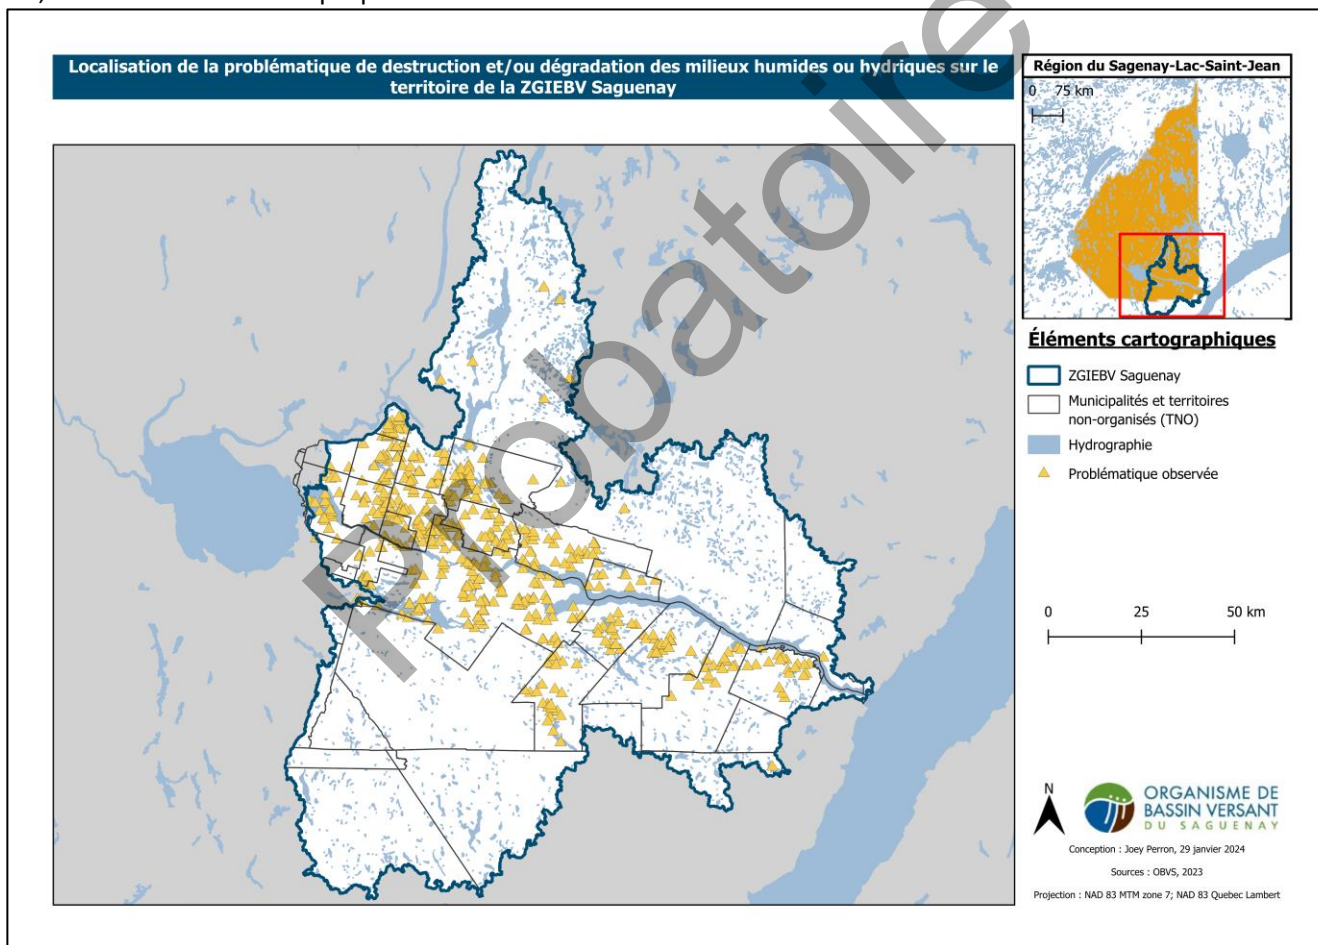 Localisation de la problématique de destruction et/ou dégradation des milieux humides ou hydriques sur le
territoire de la ZGIEBV Saguenay
Région du Sagenay-Lac-Saint-Jean
0 75 km
Éléments cartographiques
ZGIEBV Saguenay
Municipalités et territoires
non-organisés (TNO)
Hydrographie
Problématique observée
0 25 50 km
N
ORGANISME DE
BASSIN VERSANT
DU SAGUENAY
Conception : Joey Perron, 29 janvier 2024
Sources : OBVS, 2023
Projection : NAD 83 MTM zone 7; NAD 83 Quebec Lambert
Probatoire